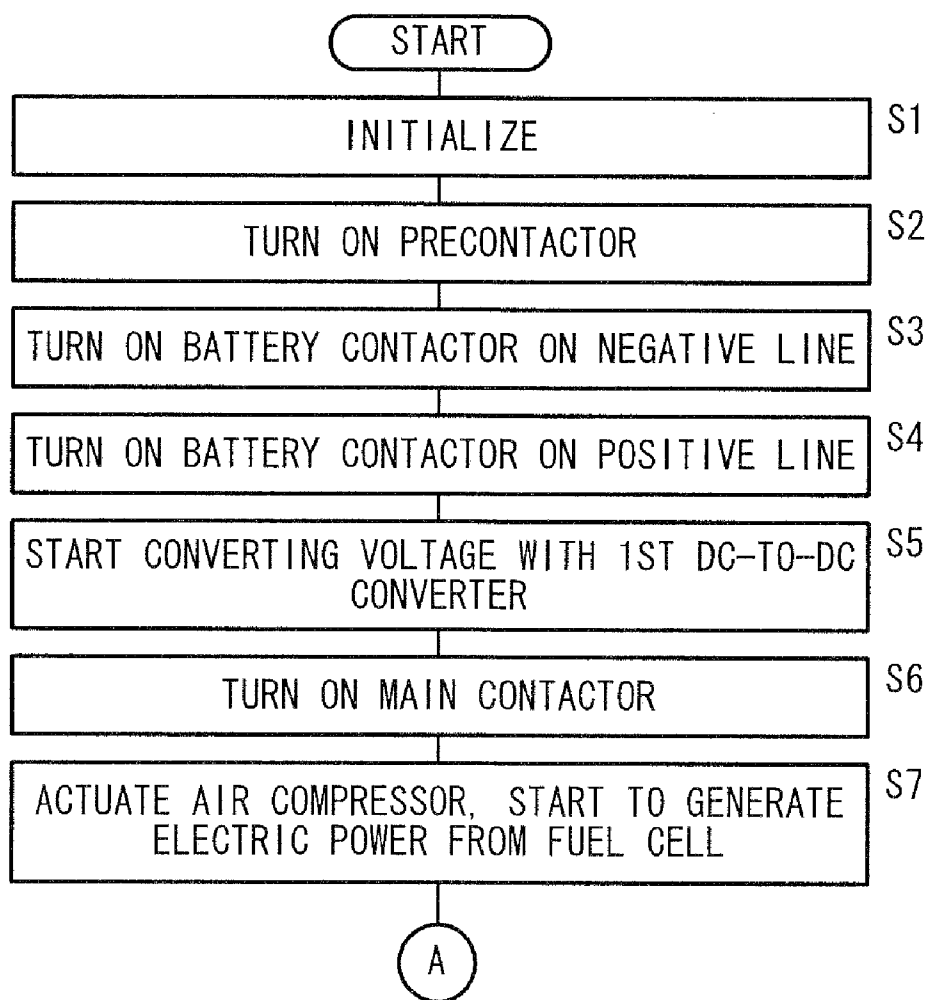 START
S1
INITIALIZE
S2
TURN ON PRECONTACTOR
S3
TURN ON BATTERY CONTACTOR ON NEGATIVE LINE
S4
TURN ON BATTERY CONTACTOR ON POSITIVE LINE
S5
START CONVERTING VOLTAGE WITH 1ST DC-TO-DC
CONVERTER
S6
TURN ON MAIN CONTACTOR
S7
ACTUATE AIR COMPRESSOR, START TO GENERATE
ELECTRIC POWER FROM FUEL CELL
A